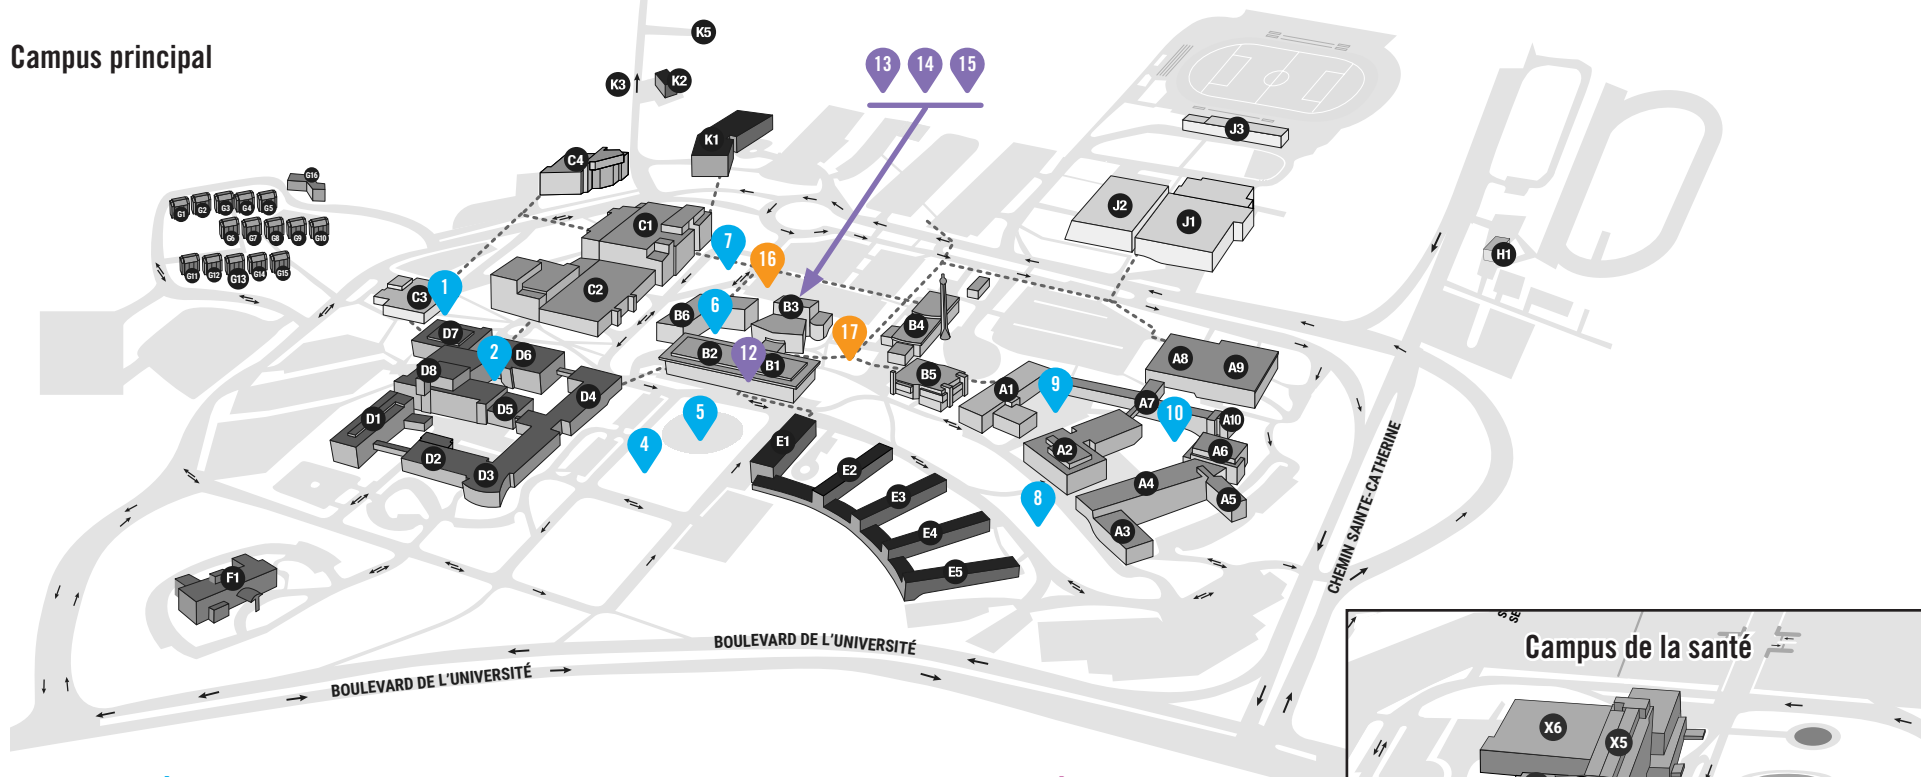 Campus principal
K5
K3
K2
13
14
15
K1
J3
C4
G16
G1
G2
G3
G4
G5
G6
G7
G8
G9
G10
G11
G12
G13
G14
G15
C1
J2
J1
7
16
H1
C3
1
C2
6
B6
B3
17
B4
D7
D6
2
B2
12
B1
A8
A9
D8
B5
A1
9
D4
D5
A7
10
A10
D1
5
4
E1
A2
A6
D2
D3
E2
E3
8
A4
A5
E4
A3
E5
F1
CHEMIN SAINTE-CATHERINE
BOULEVARD DE L'UNIVERSITÉ
BOULEVARD DE L'UNIVERSITÉ
Campus de la santé
X6
X5